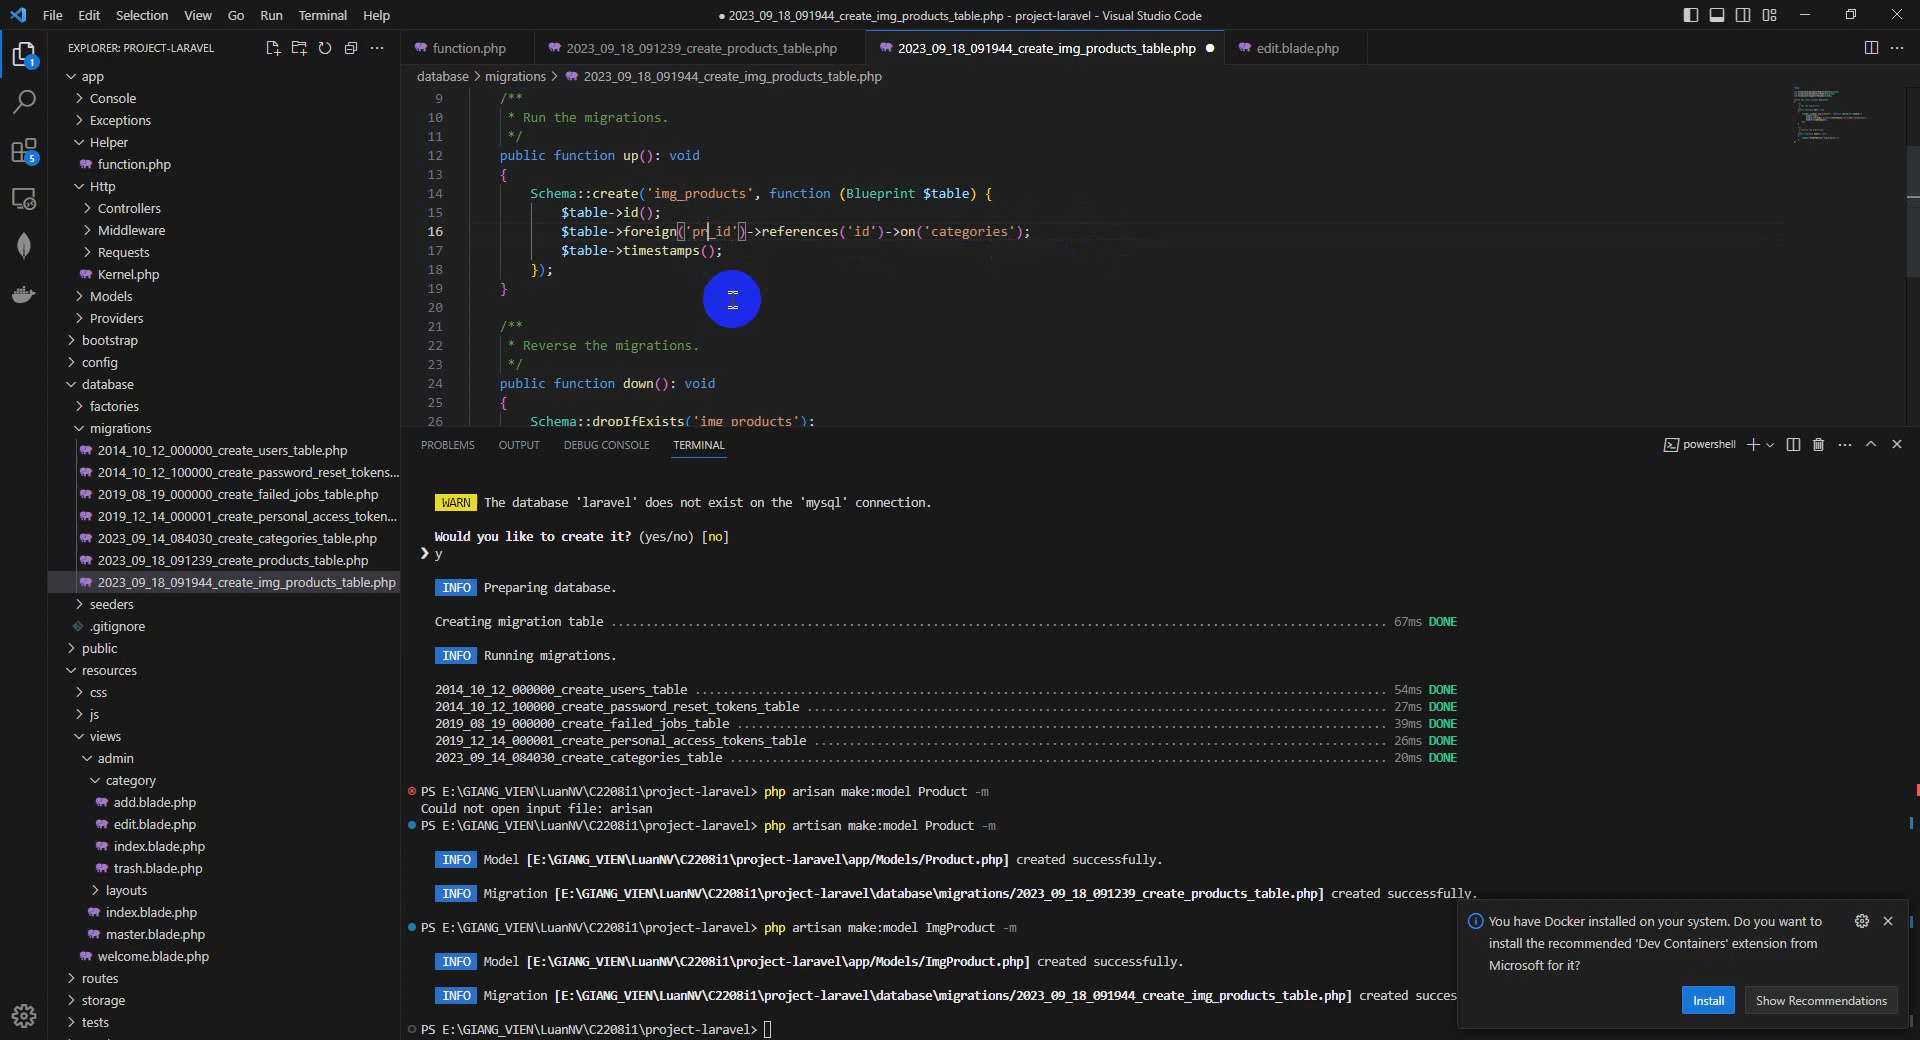 File Edit Selection View Go Run Terminal Help
● 2023_09_18_091944_create_img_products_table.php - project-laravel - Visual Studio Code
EXPLORER: PROJECT-LARAVEL
app
Console
Exceptions
Helper
function.php
Http
Controllers
Middleware
Requests
Kernel.php
Models
Providers
bootstrap
config
database
factories
migrations
2014_10_12_000000_create_users_table.php
2014_10_12_100000_create_password_reset_tokens...
2019_08_19_000000_create_failed_jobs_table.php
2019_12_14_000001_create_personal_access_token...
2023_09_14_084030_create_categories_table.php
2023_09_18_091239_create_products_table.php
2023_09_18_091944_create_img_products_table.php
seeders
.gitignore
public
resources
css
js
views
admin
category
add.blade.php
edit.blade.php
index.blade.php
trash.blade.php
layouts
index.blade.php
master.blade.php
welcome.blade.php
routes
storage
tests
1
5
function.php
2023_09_18_091239_create_products_table.php
2023_09_18_091944_create_img_products_table.php
edit.blade.php
database > migrations > 2023_09_18_091944_create_img_products_table.php
9 /**
10 * Run the migrations.
11 */
12 public function up(): void
13 {
14 Schema::create('img_products', function (Blueprint $table) {
15 $table->id();
16 $table->foreign('pr_id')->references('id')->on('categories');
17 $table->timestamps();
18 });
19 }
20
21 /**
22 * Reverse the migrations.
23 */
24 public function down(): void
25 {
26 Schema::dropIfExists('img_products');
PROBLEMS OUTPUT DEBUG CONSOLE TERMINAL
powershell
WARN The database 'laravel' does not exist on the 'mysql' connection.
Would you like to create it? (yes/no) [no]
❯ y
INFO Preparing database.
Creating migration table ........ 67ms DONE
INFO Running migrations.
2014_10_12_000000_create_users_table ........ 54ms DONE
2014_10_12_100000_create_password_reset_tokens_table ........ 27ms DONE
2019_08_19_000000_create_failed_jobs_table ........ 39ms DONE
2019_12_14_000001_create_personal_access_tokens_table ........ 26ms DONE
2023_09_14_084030_create_categories_table ........ 20ms DONE
PS E:\GIANG_VIEN\LuanNV\C2208i1\project-laravel> php arisan make:model Product -m
Could not open input file: arisan
PS E:\GIANG_VIEN\LuanNV\C2208i1\project-laravel> php artisan make:model Product -m
INFO Model [E:\GIANG_VIEN\LuanNV\C2208i1\project-laravel\app/Models/Product.php] created successfully.
INFO Migration [E:\GIANG_VIEN\LuanNV\C2208i1\project-laravel\database\migrations/2023_09_18_091239_create_products_table.php] created successfully.
PS E:\GIANG_VIEN\LuanNV\C2208i1\project-laravel> php artisan make:model ImgProduct -m
INFO Model [E:\GIANG_VIEN\LuanNV\C2208i1\project-laravel\app/Models/ImgProduct.php] created successfully.
INFO Migration [E:\GIANG_VIEN\LuanNV\C2208i1\project-laravel\database\migrations/2023_09_18_091944_create_img_products_table.php] created succes
PS E:\GIANG_VIEN\LuanNV\C2208i1\project-laravel>
You have Docker installed on your system. Do you want to
install the recommended 'Dev Containers' extension from
Microsoft for it?
Install
Show Recommendations